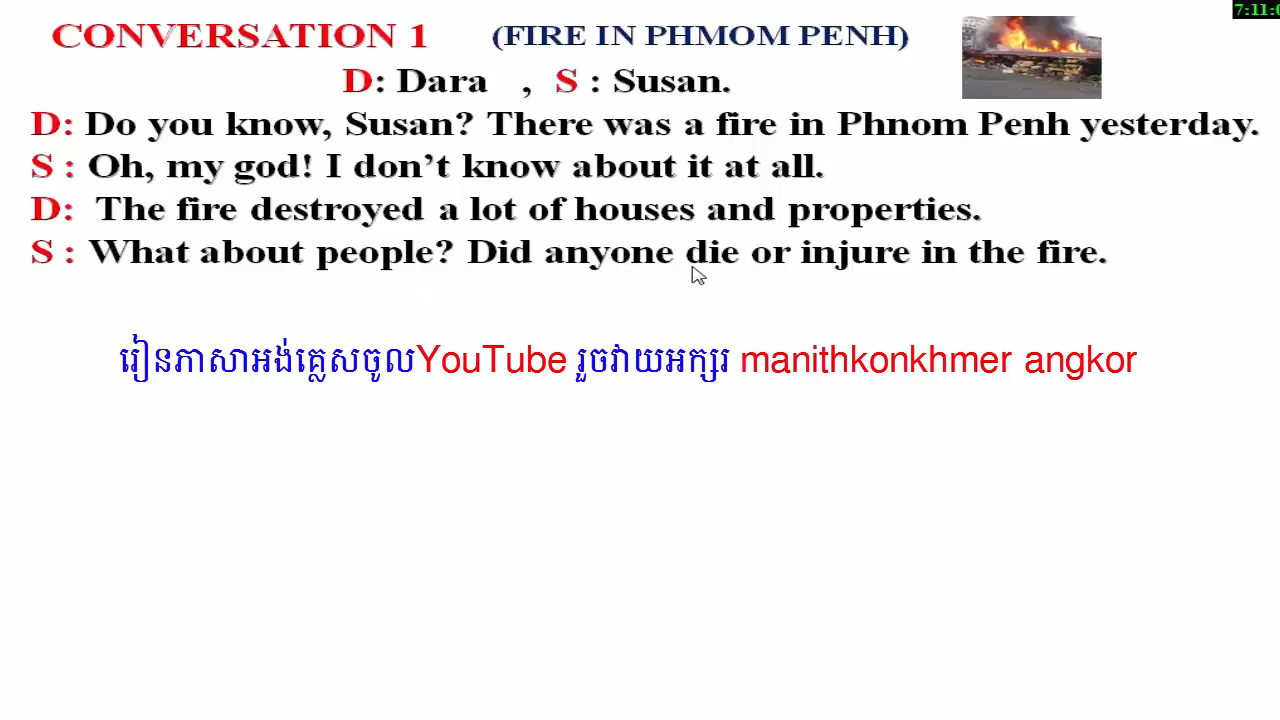 7:11:0
CONVERSATION 1 (FIRE IN PHMOM PENH)
D: Dara , S : Susan.
D: Do you know, Susan? There was a fire in Phnom Penh yesterday.
S : Oh, my god! I don’t know about it at all.
D: The fire destroyed a lot of houses and properties.
S : What about people? Did anyone die or injure in the fire.
រៀនភាសាអង់គ្លេសចូលYouTube រួចវាយអក្សរ manithkonkhmer angkor